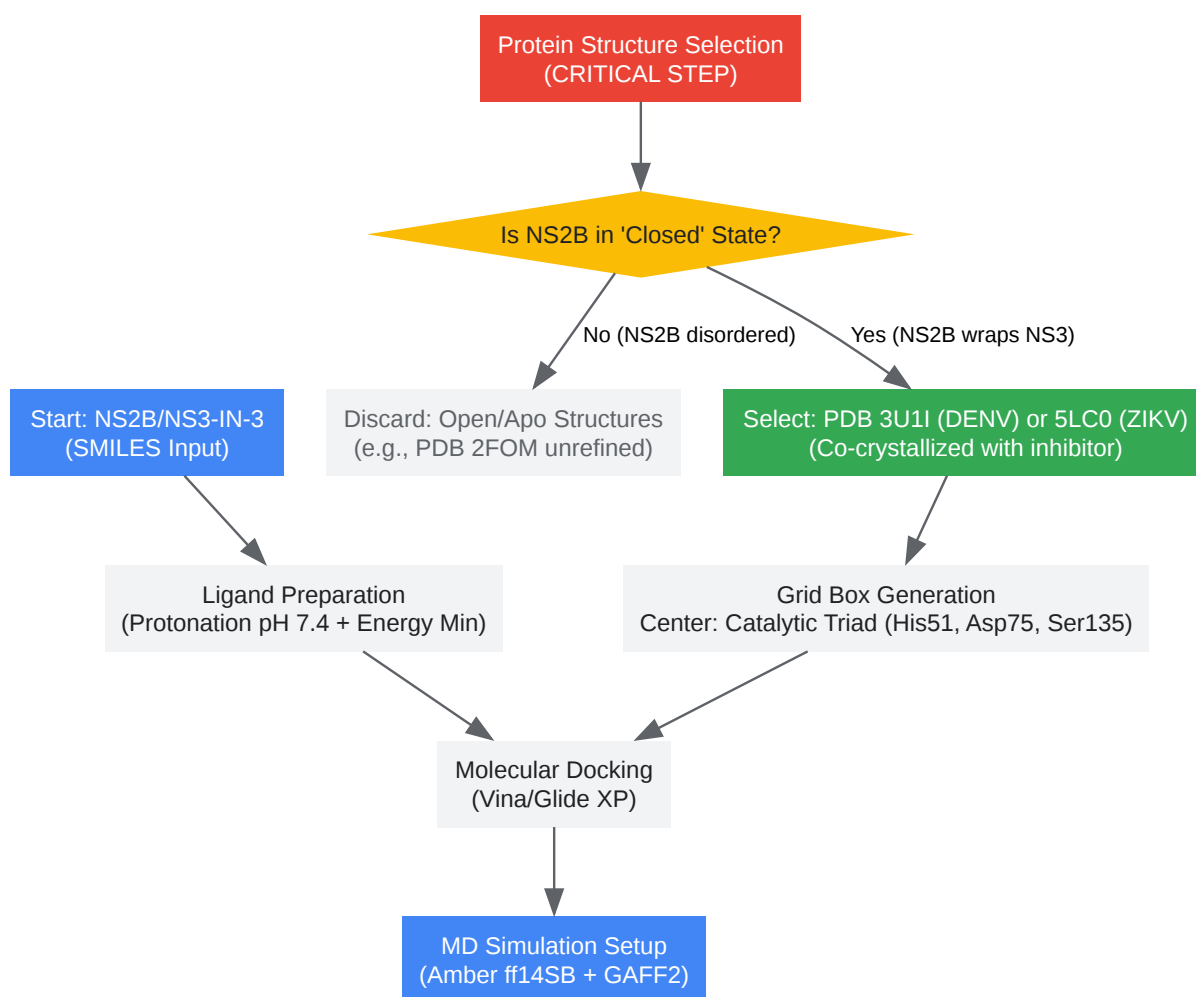 Protein Structure Selection
(CRITICAL STEP)
Is NS2B in 'Closed' State?
No (NS2B disordered)
Yes (NS2B wraps NS3)
Start: NS2B/NS3-IN-3
(SMILES Input)
Discard: Open/Apo Structures
(e.g., PDB 2FOM unrefined)
Select: PDB 3U1I (DENV) or 5LC0 (ZIKV)
(Co-crystallized with inhibitor)
Ligand Preparation
(Protonation pH 7.4 + Energy Min)
Grid Box Generation
Center: Catalytic Triad (His51, Asp75, Ser135)
Molecular Docking
(Vina/Glide XP)
MD Simulation Setup
(Amber ff14SB + GAFF2)